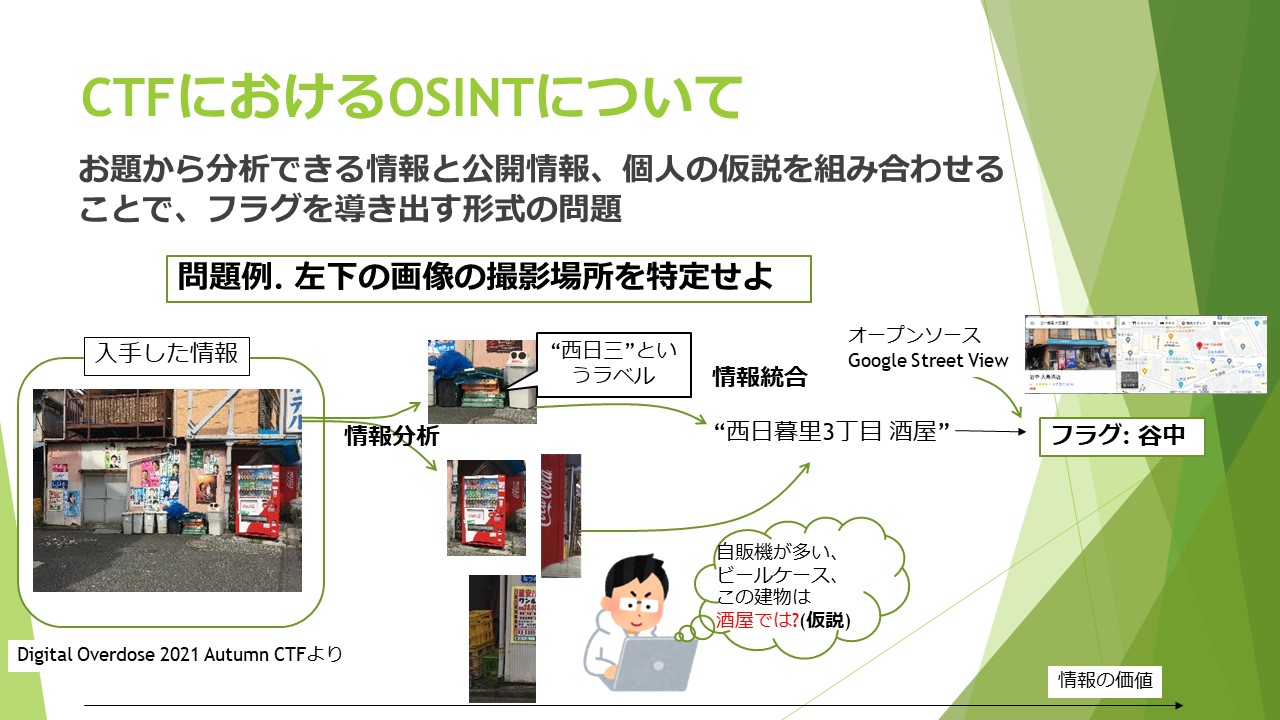 CTFにおけるOSINTについて
お題から分析できる情報と公開情報、個人の仮説を組み合わせる
ことで、フラグを導き出す形式の問題
問題例. 左下の画像の撮影場所を特定せよ
入手した情報
“西日三”とい
うラベル
情報分析
情報統合
オープンソース
Google Street View
“西日暮里3丁目 酒屋”
フラグ: 谷中
Coca-Cola
自販機が多い、
ビールケース、
この建物は
酒屋では?(仮説)
Digital Overdose 2021 Autumn CTFより
情報の価値